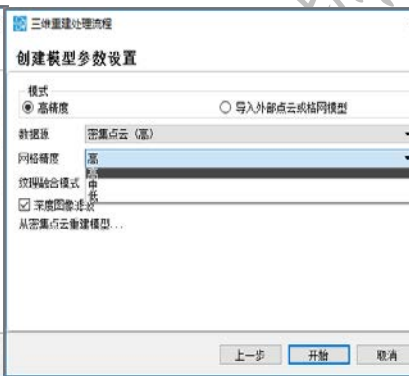 三维重建处理流程
创建模型参数设置
模式
高精度
导入外部点云或格网模型
数据源 密集点云（高）
网格精度 高
高
中
低
纹理融合模式
深度图像滤波
从密集点云重建模型...
上一步 开始 取消